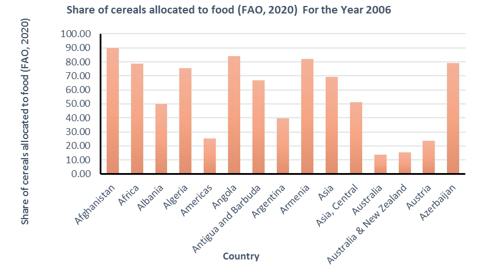 Share of cereals allocated to food (FAO, 2020)  For the Year 2006
Share of cereals allocated to food (FAO, 2020)
100.00
90.00
80.00
70.00
60.00
50.00
40.00
30.00
20.00
10.00
0.00
Afghanistan
Africa
Albania
Algeria
Americas
Angola
Antigua and Barbuda
Argentina
Armenia
Asia
Asia, Central
Australia
Australia & New Zealand
Austria
Azerbaijan
Country